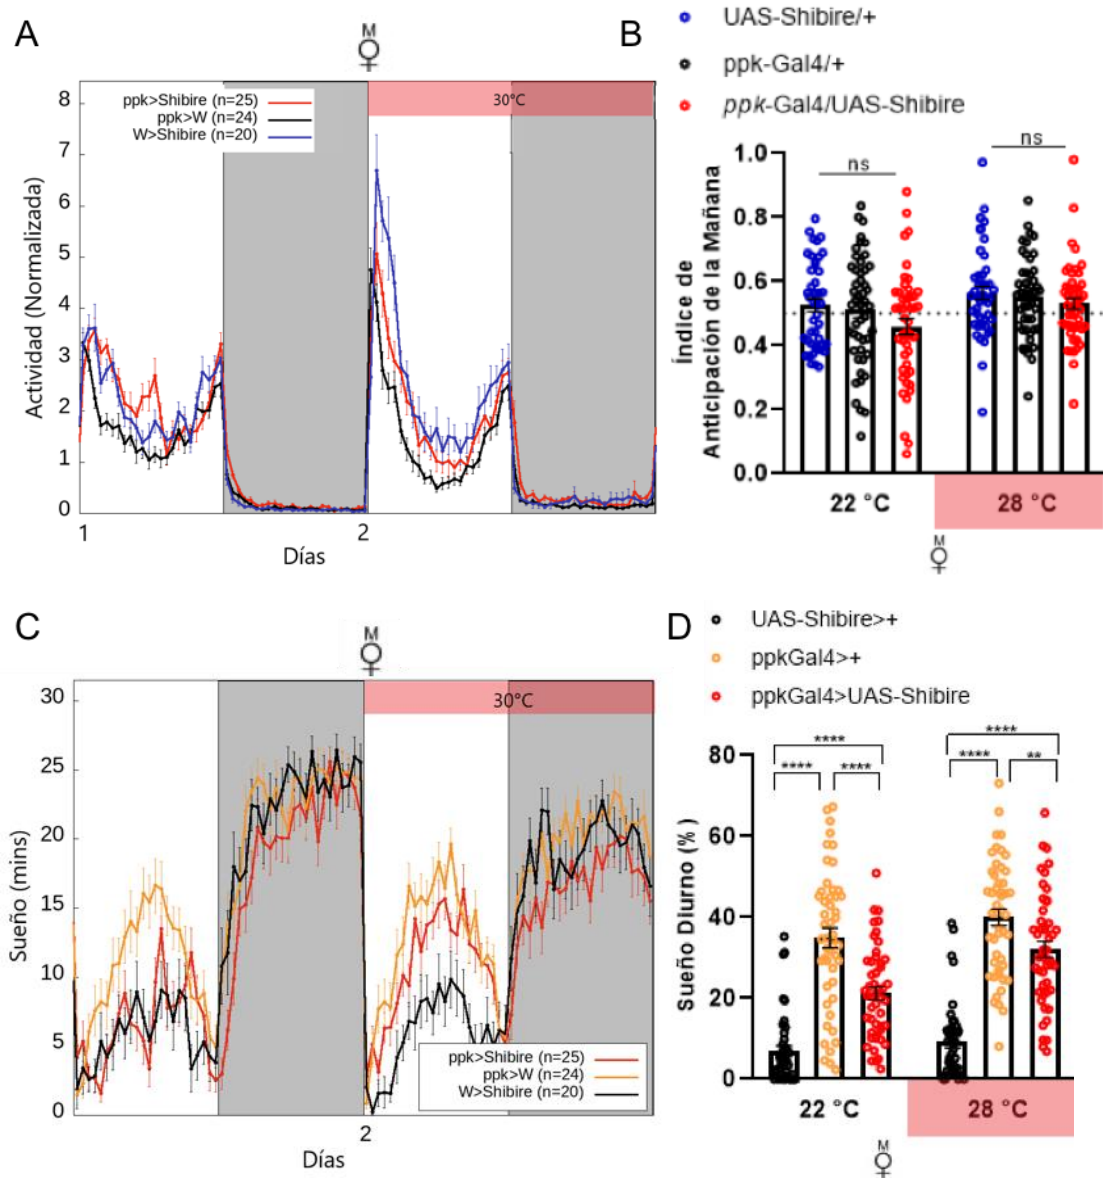 A
M
♀
8
7
6
5
4
3
2
1
0
Actividad (Normalizada)
ppk>Shibire (n=25)
ppk>W (n=24)
W>Shibire (n=20)
30°C
1
2
Días
B
UAS-Shibire/+
ppk-Gal4/+
ppk-Gal4/UAS-Shibire
Índice de
Anticipación de la Mañana
1.0
0.8
0.6
0.4
0.2
0.0
ns
ns
22 °C
28 °C
M
♀
C
M
♀
30
25
20
15
10
5
0
Sueño (mins)
30°C
ppk>Shibire (n=25)
ppk>W (n=24)
W>Shibire (n=20)
2
Días
D
UAS-Shibire>+
ppkGal4>+
ppkGal4>UAS-Shibire
Sueño Diurno (% )
80
60
40
20
0
****
**** ****
****
**** **
22 °C
28 °C
M
♀